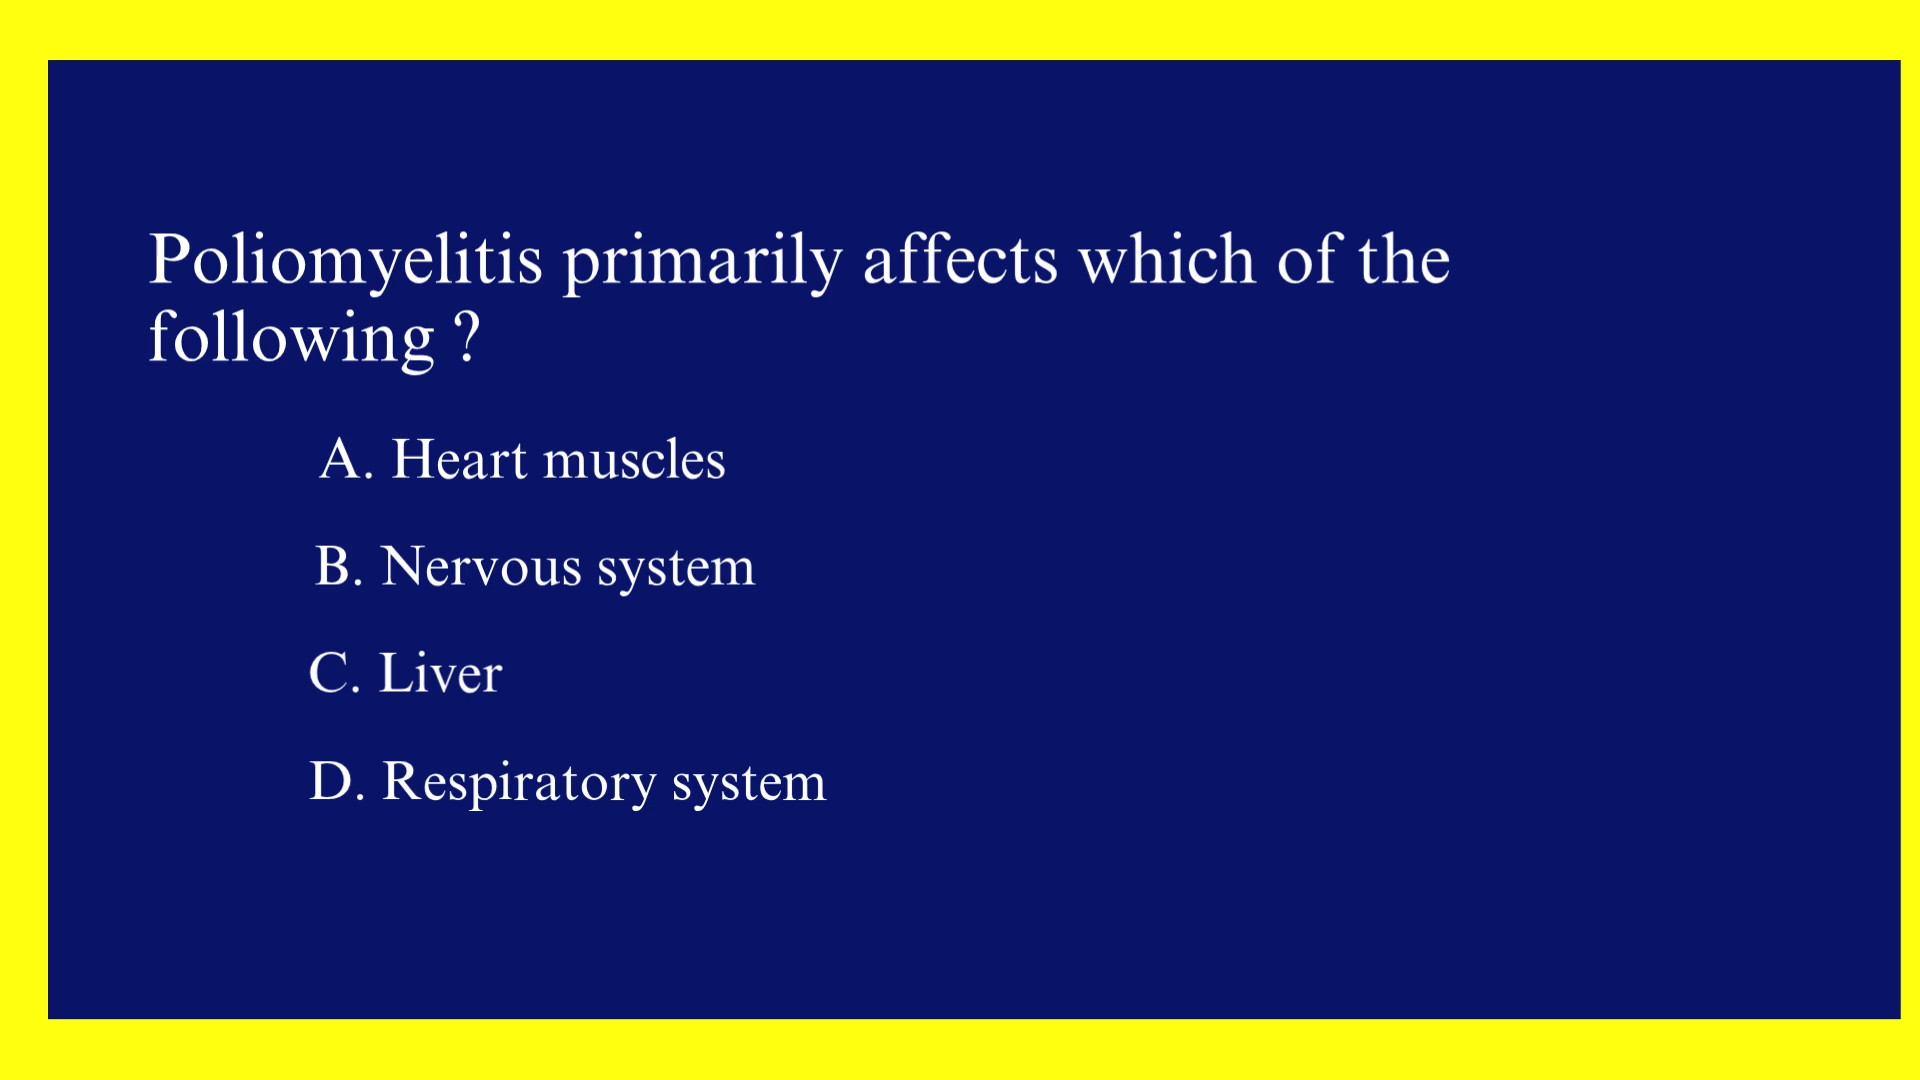 Poliomyelitis primarily affects which of the
following ?
A. Heart muscles
B. Nervous system
C. Liver
D. Respiratory system